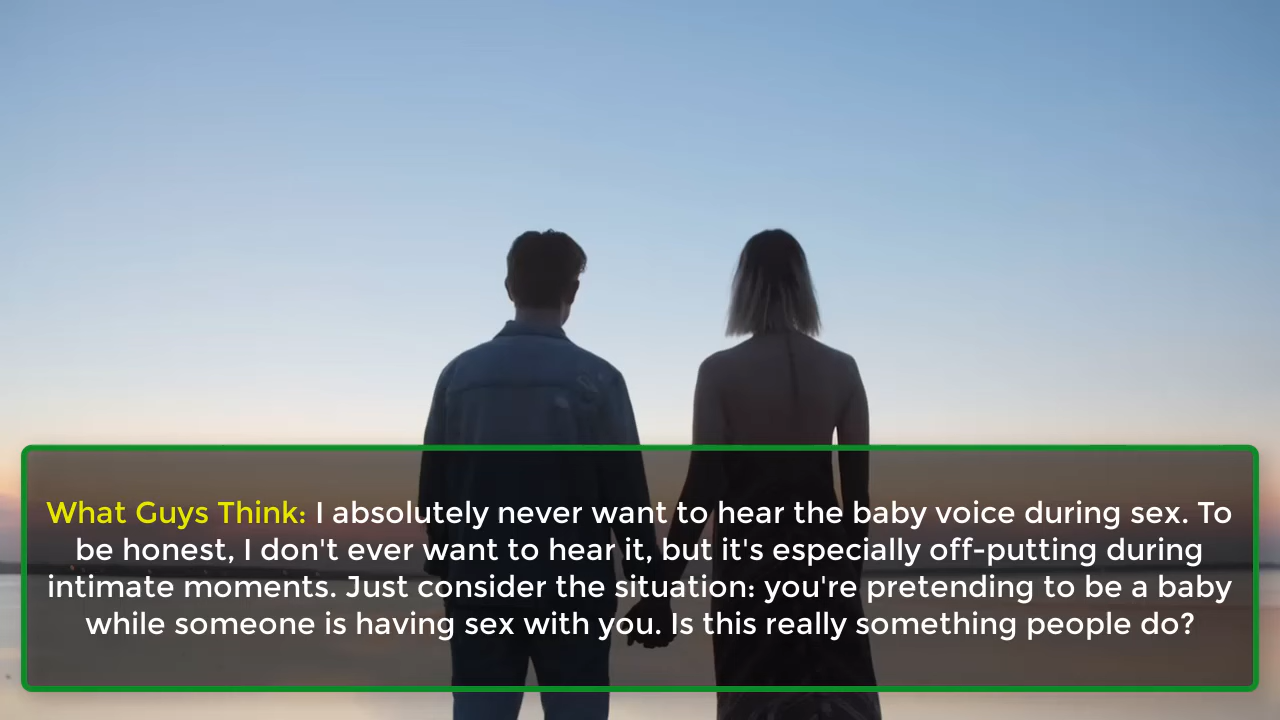 What Guys Think: I absolutely never want to hear the baby voice during sex. To
be honest, I don't ever want to hear it, but it's especially off-putting during
intimate moments. Just consider the situation: you're pretending to be a baby
while someone is having sex with you. Is this really something people do?